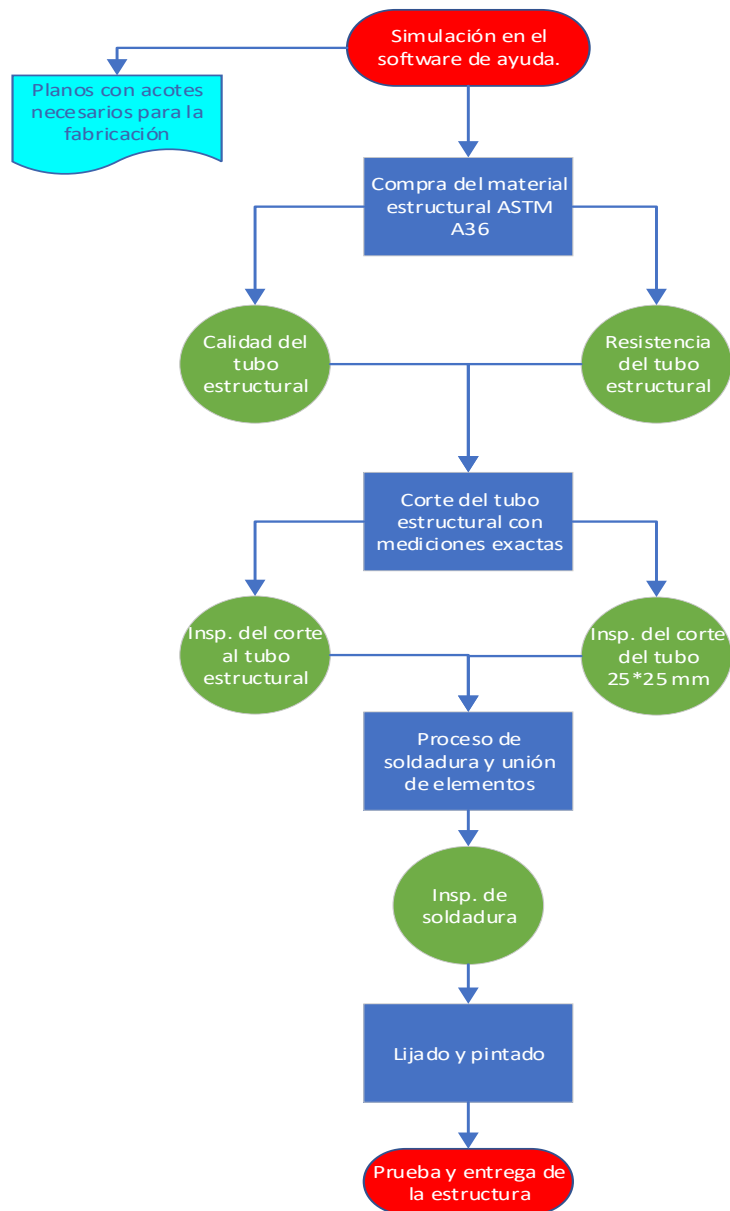 Simulación en el
software de ayuda.
Planos con acotes
necesarios para la
fabricación
Compra del material
estructural ASTM
A36
Calidad del
tubo
estructural
Resistencia
del tubo
estructural
Corte del tubo
estructural con
mediciones exactas
Insp. del corte
al tubo
estructural
Insp. del corte
del tubo
25*25 mm
Proceso de
soldadura y unión
de elementos
Insp. de
soldadura
Lijado y pintado
Prueba y entrega de
la estructura